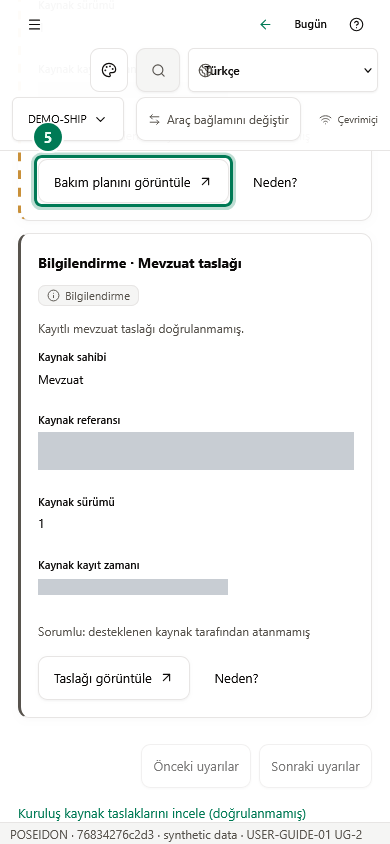 Bugün
Türkçe
DEMO-SHIP
Araç bağlamını değiştir
Çevrimiçi
5
Bakım planını görüntüle
Neden?
Bilgilendirme · Mevzuat taslağı
Bilgilendirme
Kayıtlı mevzuat taslağı doğrulanmamış.
Kaynak sahibi
Mevzuat
Kaynak referansı
Kaynak sürümü
1
Kaynak kayıt zamanı
Sorumlu: desteklenen kaynak tarafından atanmamış
Taslağı görüntüle
Neden?
Önceki uyarılar
Sonraki uyarılar
Kuruluş kaynak taslaklarını incele (doğrulanmamış)
POSEIDON · 76834276c2d3 · synthetic data · USER-GUIDE-01 UG-2